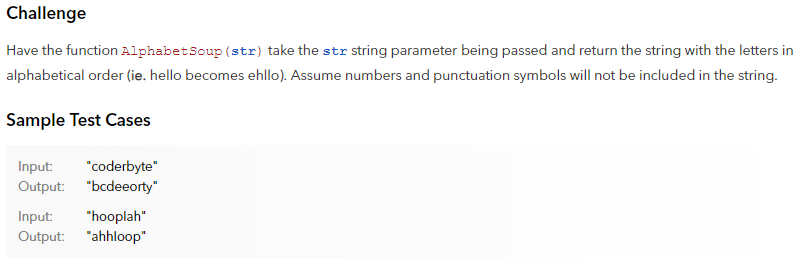 Challenge
Have the function AlphabetSoup(str) take the str string parameter being passed and return the string with the letters in
alphabetical order (ie. hello becomes ehllo). Assume numbers and punctuation symbols will not be included in the string.
Sample Test Cases
Input: "coderbyte"
Output: "bcdeeorty"
Input: "hooplah"
Output: "ahhloop"